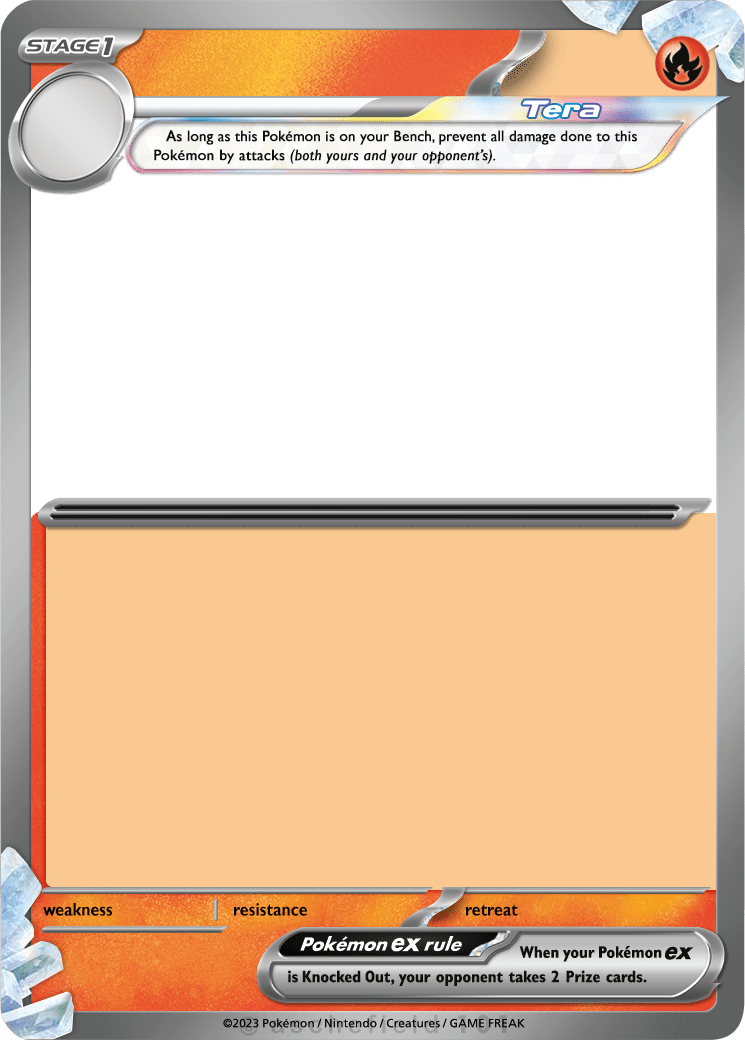 STAGE1
Tera
As long as this Pokémon is on your Bench, prevent all damage done to this
Pokémon by attacks (both yours and your opponent's).
weakness
resistance
retreat
Pokémon ex rule
When your Pokémon ex
is Knocked Out, your opponent takes 2 Prize cards.
©2023 Pokémon / Nintendo / Creatures / GAME FREAK